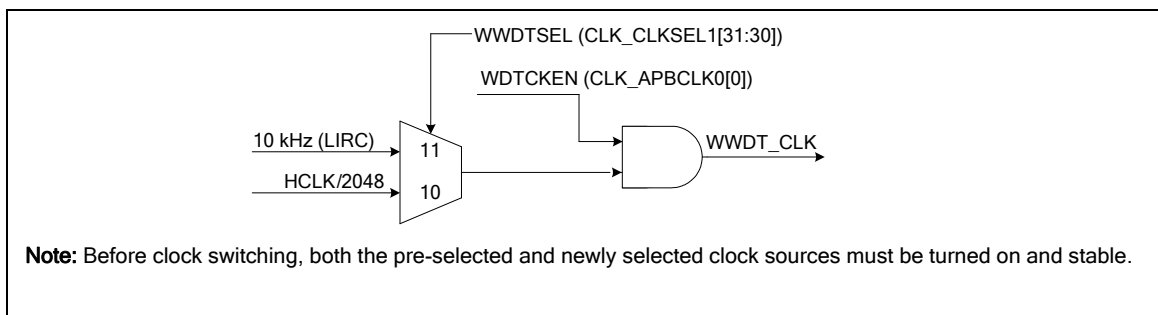 WWDTSEL (CLK_CLKSEL1[31:30])
WDTCKEN (CLK_APBCLK0[0])
10 kHz (LIRC)
11
WWDT_CLK
HCLK/2048
10
Note: Before clock switching, both the pre-selected and newly selected clock sources must be turned on and stable.